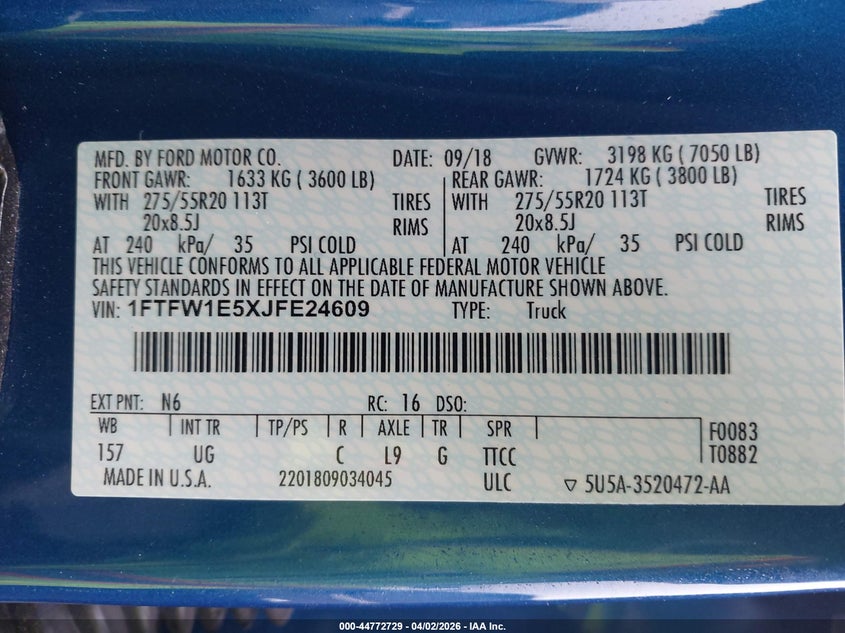 MFD. BY FORD MOTOR CO. DATE: 09/18 GVWR: 3198 KG ( 7050 LB)
FRONT GAWR: 1633 KG ( 3600 LB) REAR GAWR: 1724 KG ( 3800 LB)
WITH 275/55R20 113T TIRES WITH 275/55R20 113T TIRES
20x8.5J RIMS 20x8.5J RIMS
AT 240 kPa/ 35 PSI COLD AT 240 kPa/ 35 PSI COLD
THIS VEHICLE CONFORMS TO ALL APPLICABLE FEDERAL MOTOR VEHICLE
SAFETY STANDARDS IN EFFECT ON THE DATE OF MANUFACTURE SHOWN ABOVE.
VIN: 1FTFW1E5XJFE24609 TYPE: Truck
EXT PNT: N6 RC: 16 DSO:
WB INT TR TP/PS R AXLE TR SPR F0083
157 UG C L9 G TTCC T0882
MADE IN U.S.A. 2201809034045 ULC ▽ 5U5A-3520472-AA
000-44772729 - 04/02/2026 - IAA Inc.